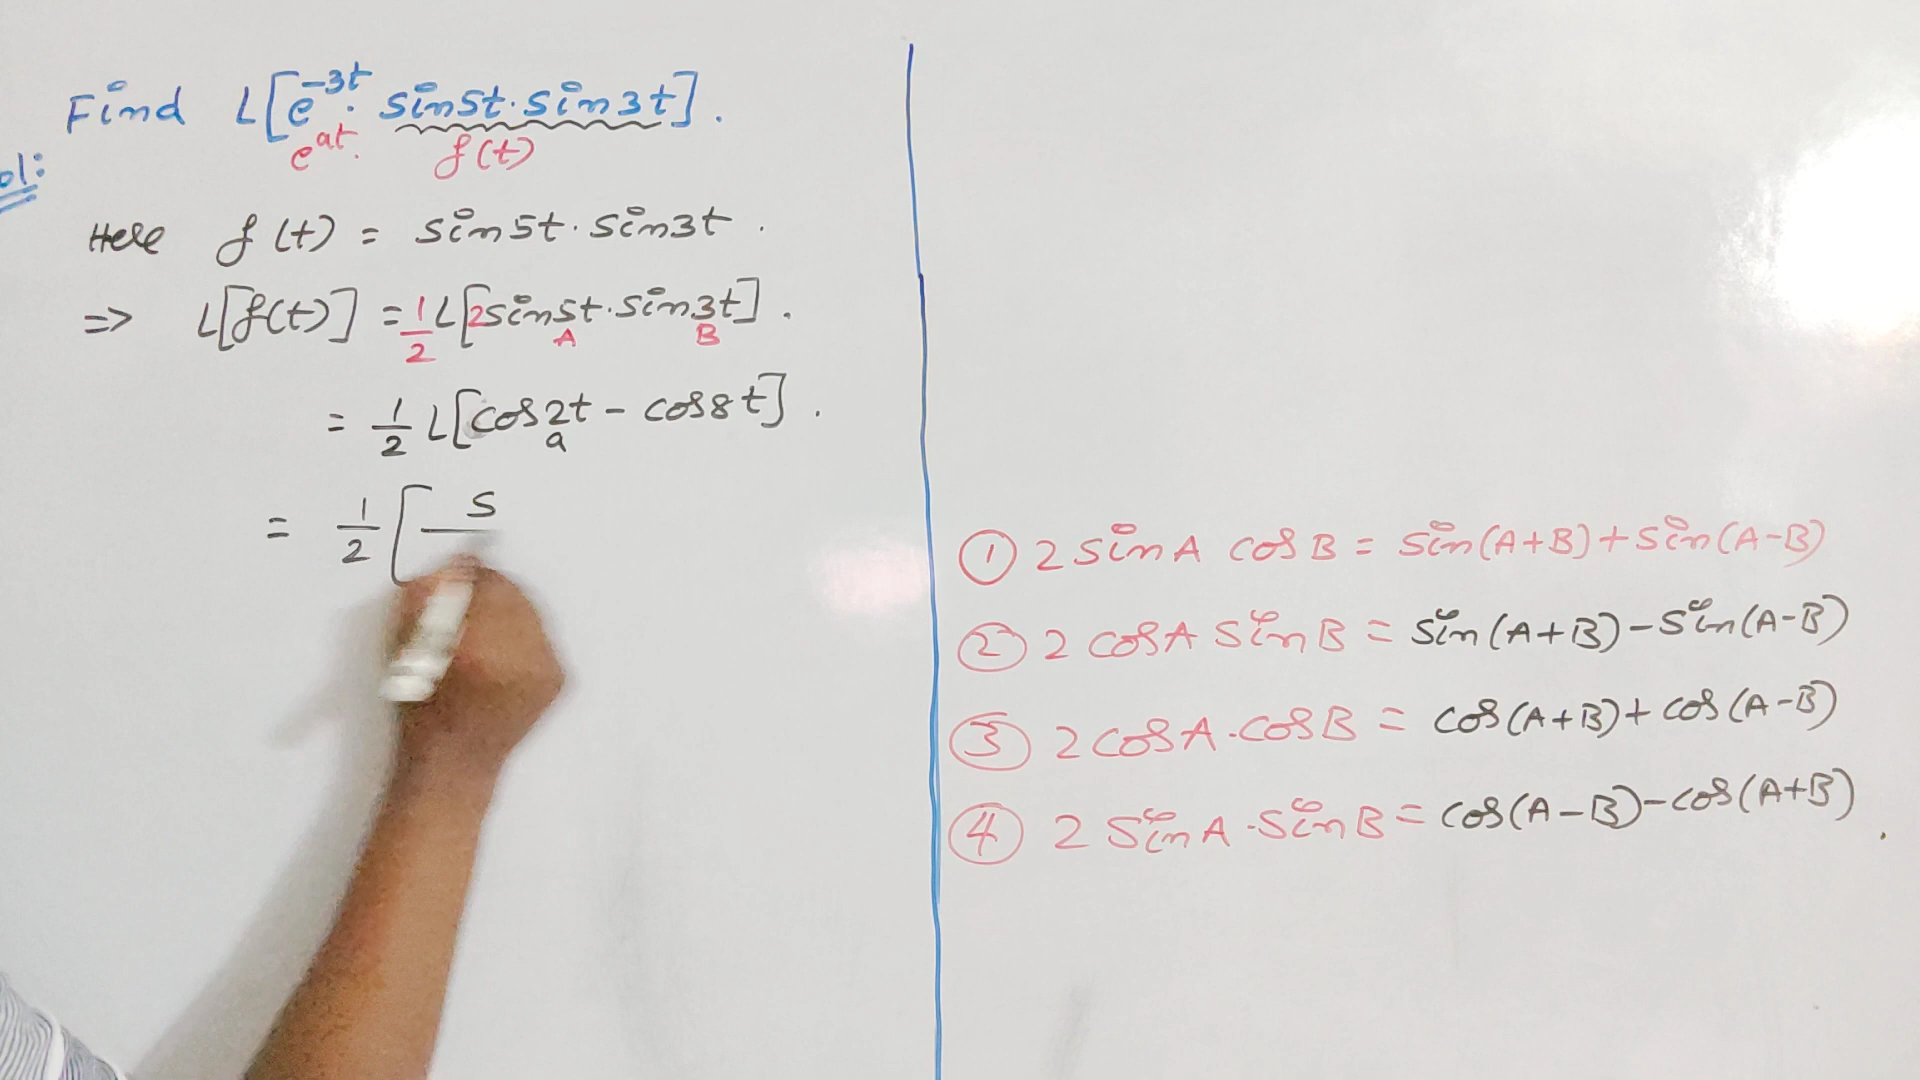 Find L[e^{-3t}. sin5t.sin3t].
e^{at}. f(t)
ol:
Here f(t) = sin5t.sin3t.
=> L[f(t)] = 1/2 L[2sin5t.sin3t].
A B
= 1/2 L[cos2t - cos8t].
a
= 1/2 [ s
① 2 sinA cosB = sin(A+B)+sin(A-B)
② 2 cosA sinB = sin(A+B)-sin(A-B)
③ 2 cosA.cosB = cos(A+B)+cos(A-B)
④ 2 sinA.sinB = cos(A-B)-cos(A+B).